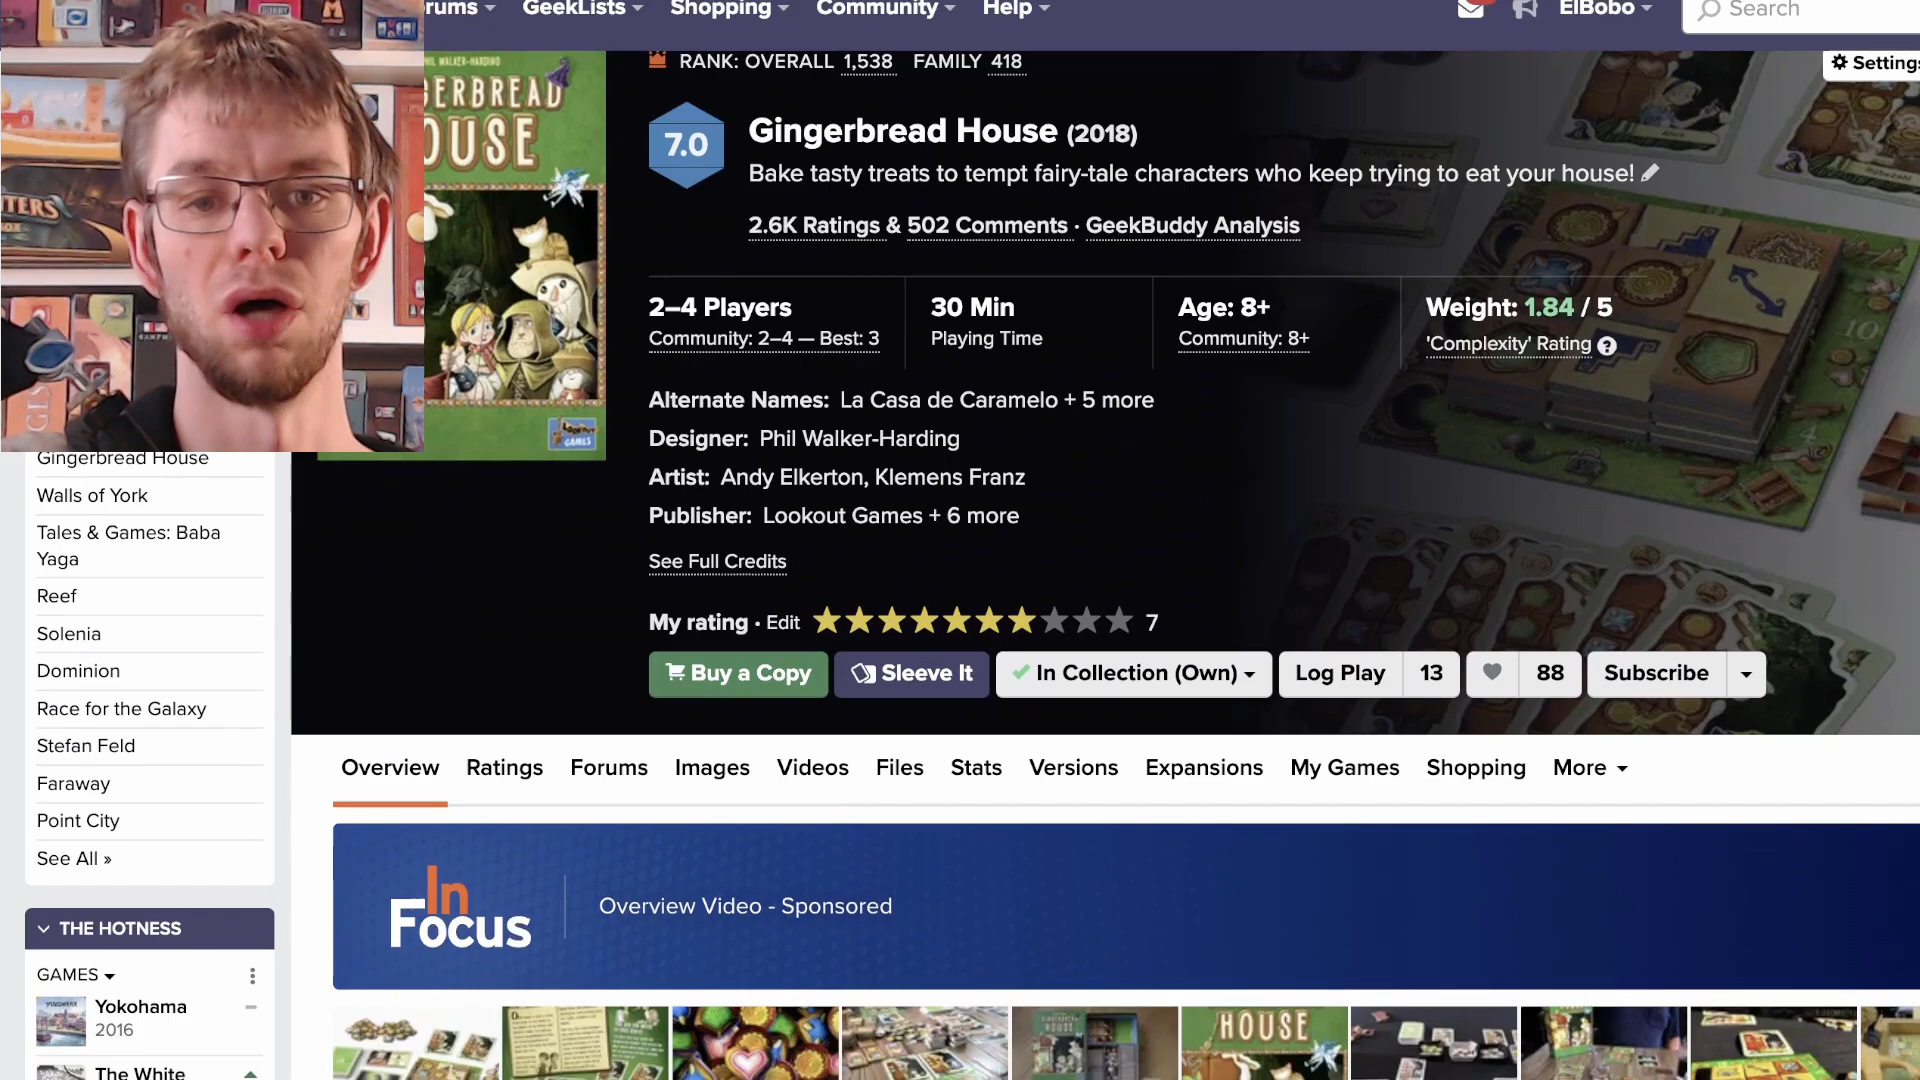 GeekLists
Shopping
Community
Help
ElBobo
Search
RANK: OVERALL 1,538 FAMILY 418
Settings
PHIL WALKER-HARDING
GERBREAD
OUSE
7.0
Gingerbread House (2018)
Bake tasty treats to tempt fairy-tale characters who keep trying to eat your house!
2.6K Ratings & 502 Comments · GeekBuddy Analysis
2–4 Players
30 Min
Age: 8+
Weight: 1.84 / 5
Community: 2–4 — Best: 3
Playing Time
Community: 8+
'Complexity' Rating ?
Alternate Names: La Casa de Caramelo + 5 more
Designer: Phil Walker-Harding
Artist: Andy Elkerton, Klemens Franz
Publisher: Lookout Games + 6 more
See Full Credits
LOOKOUT
GAMES
My rating · Edit 7
Buy a Copy
Sleeve It
In Collection (Own)
Log Play 13
88
Subscribe
Gingerbread House
Walls of York
Tales & Games: Baba
Yaga
Reef
Solenia
Dominion
Race for the Galaxy
Stefan Feld
Faraway
Point City
See All »
Overview Ratings Forums Images Videos Files Stats Versions Expansions My Games Shopping More
In
Focus
Overview Video - Sponsored
THE HOTNESS
GAMES
Yokohama
2016
The White
HOUSE
10
4